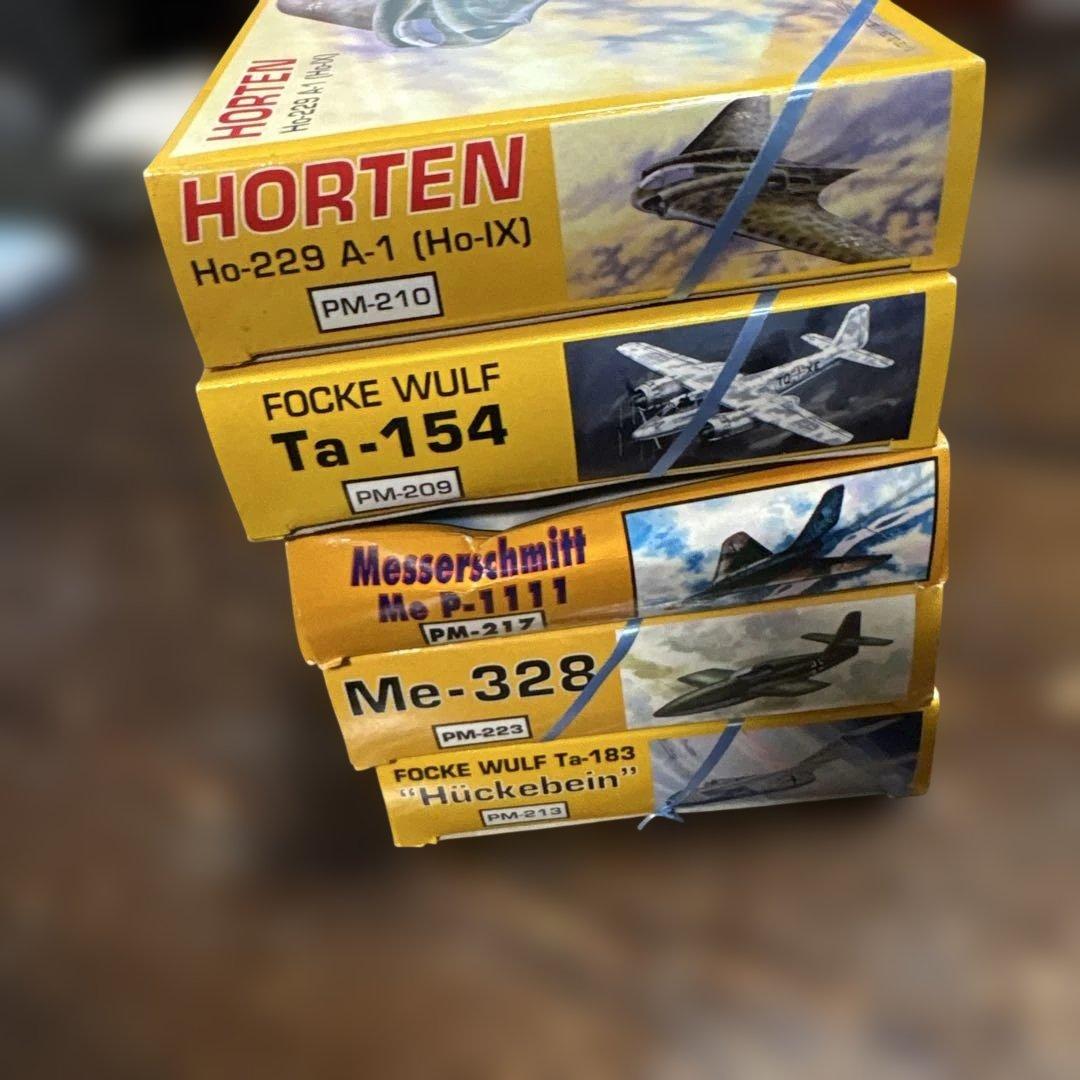 HORTEN
Ho-229 A-1 (Ho-IX)
HORTEN
Ho-229 A-1 (Ho-IX)
PM-210
FOCKE WULF
Ta-154
PM-209
Messerschmitt
Me P-1111
PM-217
Me-328
PM-223
FOCKE WULF Ta-183
“Hückebein”
PM-213